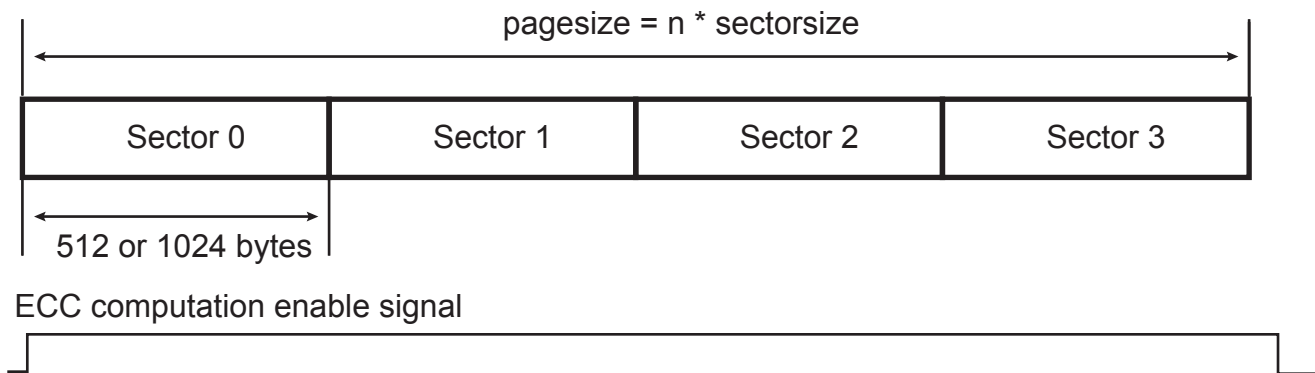 pagesize = n * sectorsize
Sector 0 Sector 1 Sector 2 Sector 3
512 or 1024 bytes
ECC computation enable signal